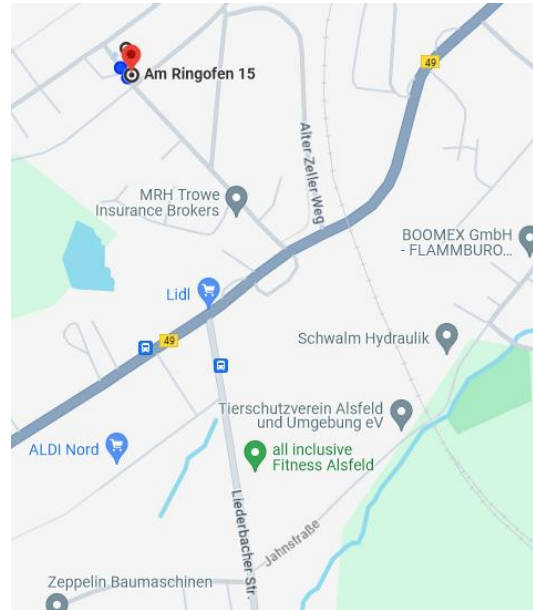 49
Am Ringofen 15
Alter Zeller Weg
MRH Trowe
Insurance Brokers
BOOMEX GmbH
- FLAMMBURO...
Lidl
49
Schwalm Hydraulik
Tierschutzverein Alsfeld
und Umgebung eV
ALDI Nord
all inclusive
Fitness Alsfeld
Liederbacher Str.
Jahnstraße
Zeppelin Baumaschinen